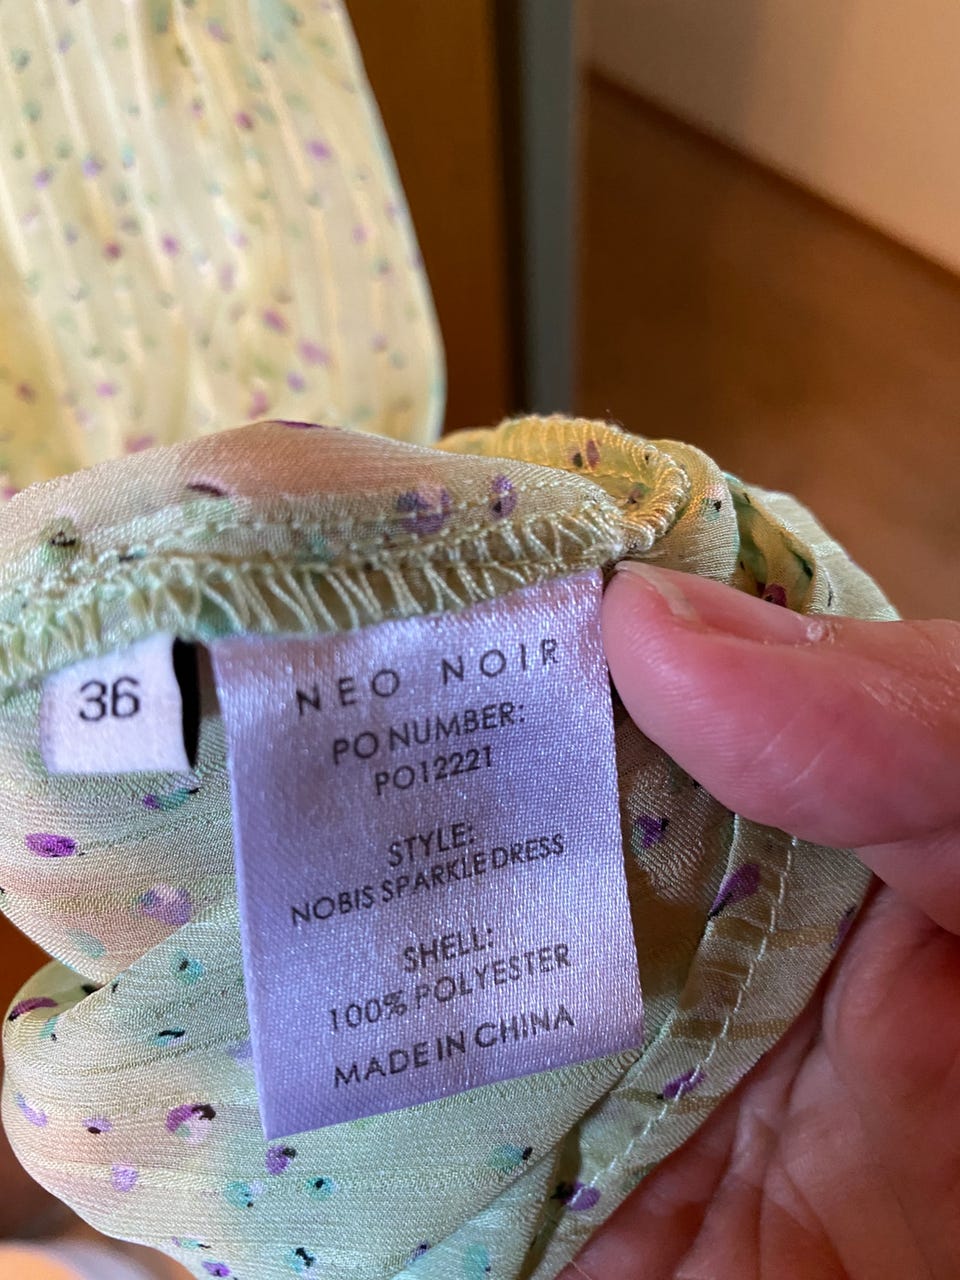 36
NEO NOIR
PO NUMBER:
PO12221
STYLE:
NOBIS SPARKLE DRESS
SHELL:
100% POLYESTER
MADE IN CHINA